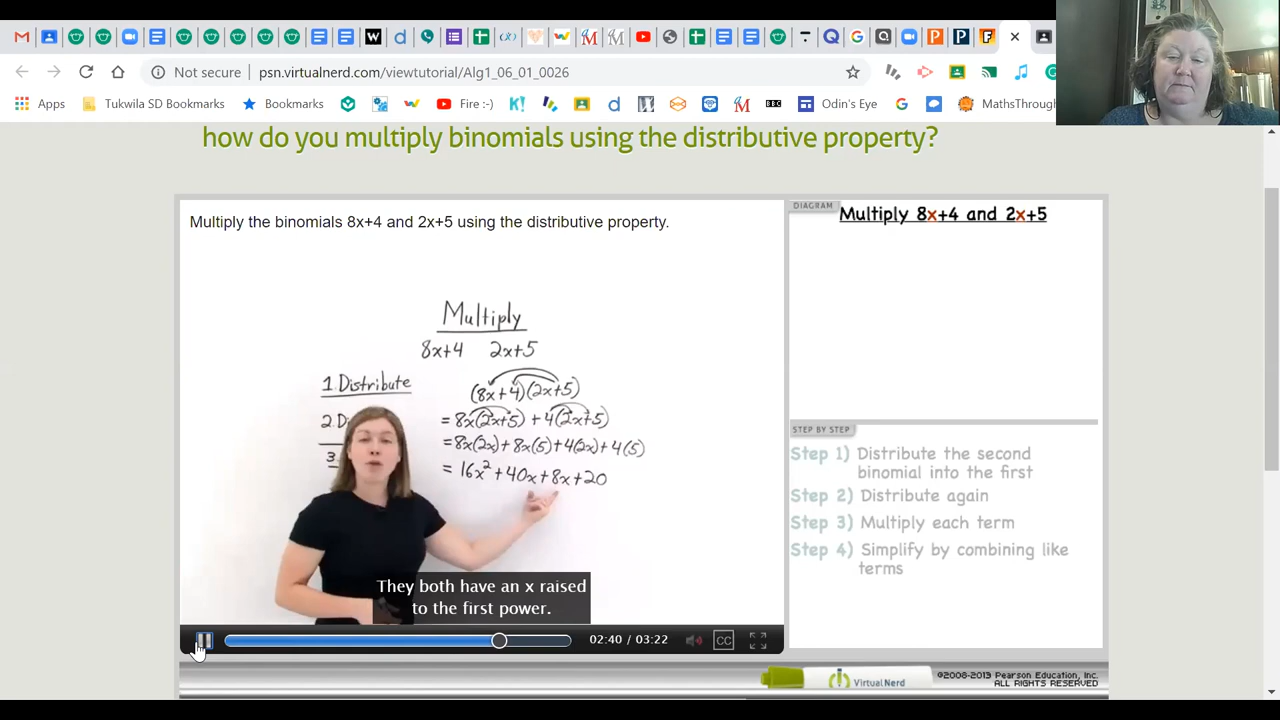 Not secure
psn.virtualnerd.com/viewtutorial/Alg1_06_01_0026
Apps
Tukwila SD Bookmarks
Bookmarks
Fire :-)
BBC
Odin's Eye
MathsThrough
how do you multiply binomials using the distributive property?
Multiply the binomials 8x+4 and 2x+5 using the distributive property.
Multiply
8x+4 2x+5
1. Distribute
(8x+4)(2x+5)
2. D
= 8x(2x+5) + 4(2x+5)
3
= 8x(2x) + 8x(5) + 4(2x) + 4(5)
= 16x² + 40x + 8x + 20
They both have an x raised
to the first power.
02:40 / 03:22
CC
DIAGRAM
Multiply 8x+4 and 2x+5
STEP BY STEP
Step 1) Distribute the second
binomial into the first
Step 2) Distribute again
Step 3) Multiply each term
Step 4) Simplify by combining like
terms
VirtualNerd
©2008-2013 Pearson Education, Inc.
ALL RIGHTS RESERVED